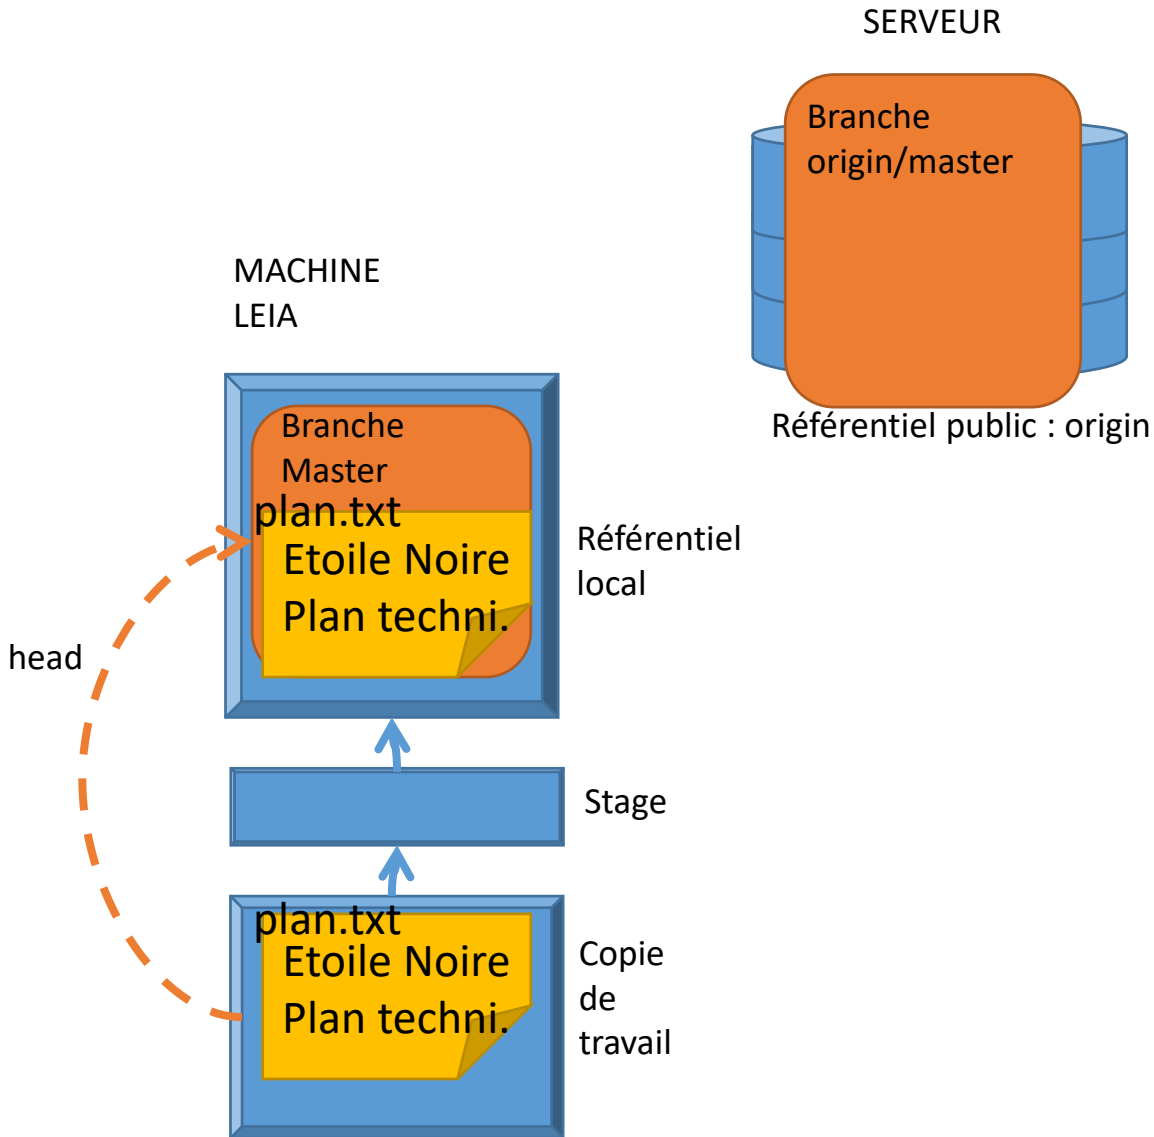 SERVEUR
Branche
origin/master
Référentiel public : origin
MACHINE
LEIA
Branche
Master
plan.txt
Etoile Noire
Plan techni.
Référentiel
local
head
Stage
plan.txt
Etoile Noire
Plan techni.
Copie
de
travail